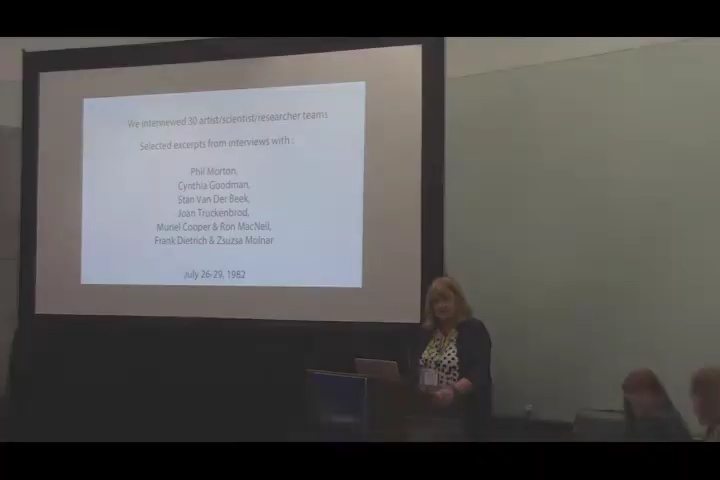 We interviewed 30 artist/scientist/researcher teams
Selected excerpts from interviews with :
Phil Morton,
Cynthia Goodman,
Stan Van Der Beek,
Joan Truckenbrod,
Muriel Cooper & Ron MacNeil,
Frank Dietrich & Zsuzsa Molnar
July 26-29, 1982